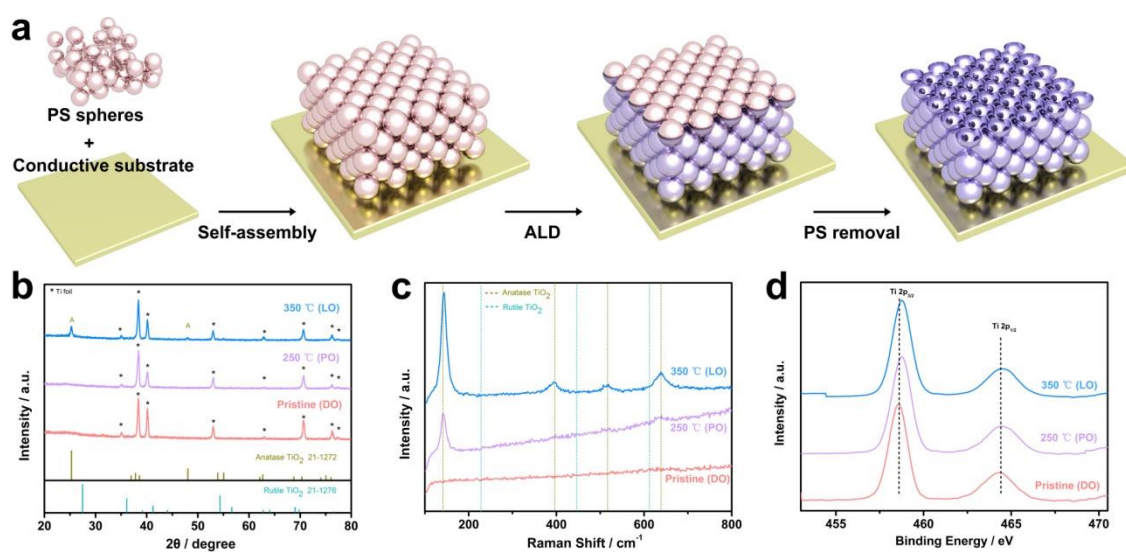 a
PS spheres
+
Conductive substrate
Self-assembly
ALD
PS removal
b
* Ti foil
350 ℃ (LO)
A
A
* * * * * * * *
250 ℃ (PO)
* * * * * * * *
Pristine (DO)
* * * * * * * *
Anatase TiO₂ 21-1272
Rutile TiO₂ 21-1276
20 30 40 50 60 70 80
2θ / degree
Intensity / a.u.
c
Anatase TiO₂
Rutile TiO₂
350 ℃ (LO)
250 ℃ (PO)
Pristine (DO)
200 400 600 800
Raman Shift / cm⁻¹
Intensity / a.u.
d
Ti 2p₃/₂
Ti 2p₁/₂
350 ℃ (LO)
250 ℃ (PO)
Pristine (DO)
455 460 465 470
Binding Energy / eV
Intensity / a.u.